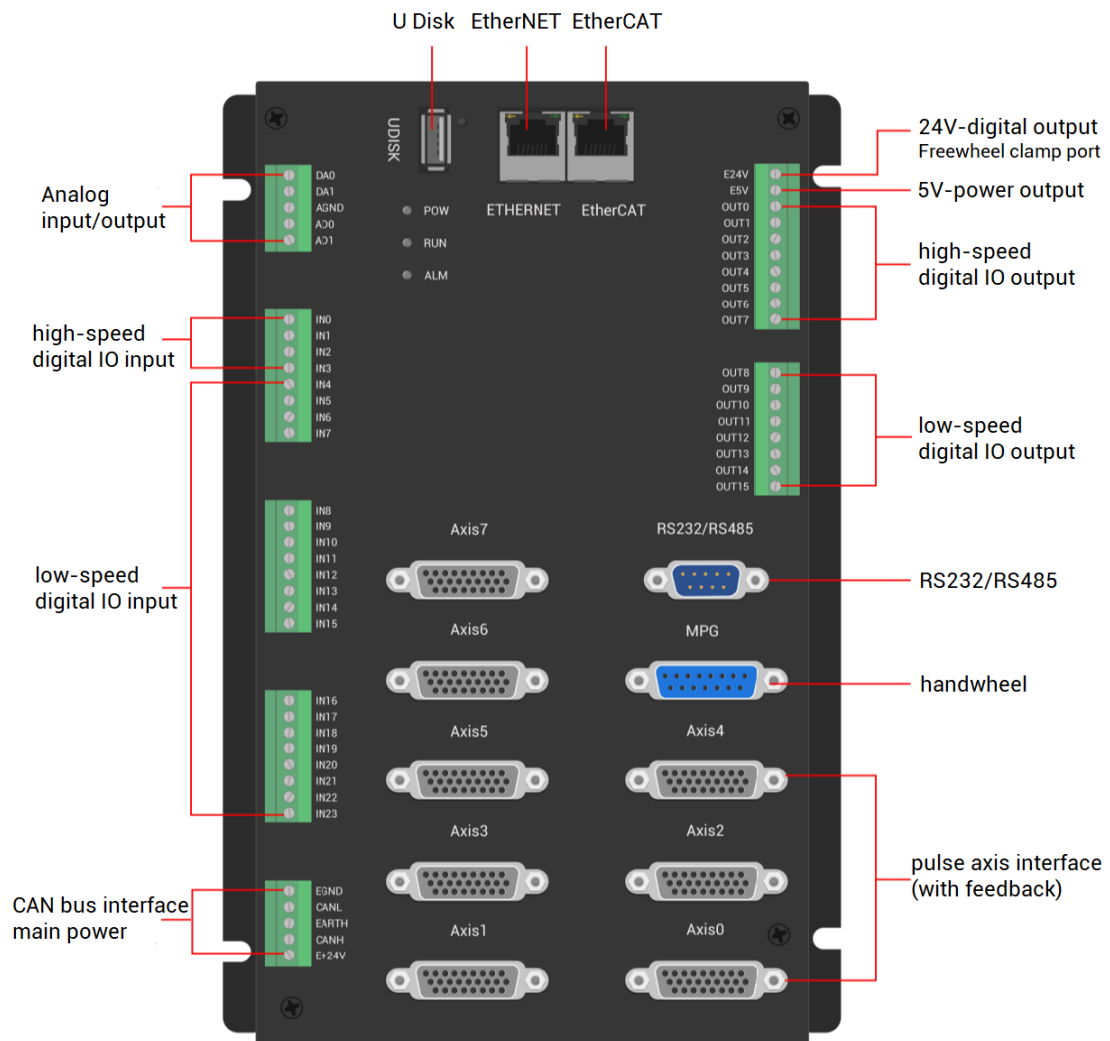 U Disk EtherNET EtherCAT
UDISK
ETHERNET EtherCAT
POW
RUN
ALM
Analog
input/output
DA0
DA1
AGND
AD0
AD1
high-speed
digital IO input
IN0
IN1
IN2
IN3
IN4
IN5
IN6
IN7
low-speed
digital IO input
IN8
IN9
IN10
IN11
IN12
IN13
IN14
IN15
IN16
IN17
IN18
IN19
IN20
IN21
IN22
IN23
CAN bus interface
main power
EGND
CANL
EARTH
CANH
E+24V
24V-digital output
Freewheel clamp port
5V-power output
E24V
E5V
OUT0
OUT1
OUT2
OUT3
OUT4
OUT5
OUT6
OUT7
high-speed
digital IO output
OUT8
OUT9
OUT10
OUT11
OUT12
OUT13
OUT14
OUT15
low-speed
digital IO output
Axis7 RS232/RS485
RS232/RS485
Axis6 MPG
handwheel
Axis5 Axis4
Axis3 Axis2
pulse axis interface
(with feedback)
Axis1 Axis0